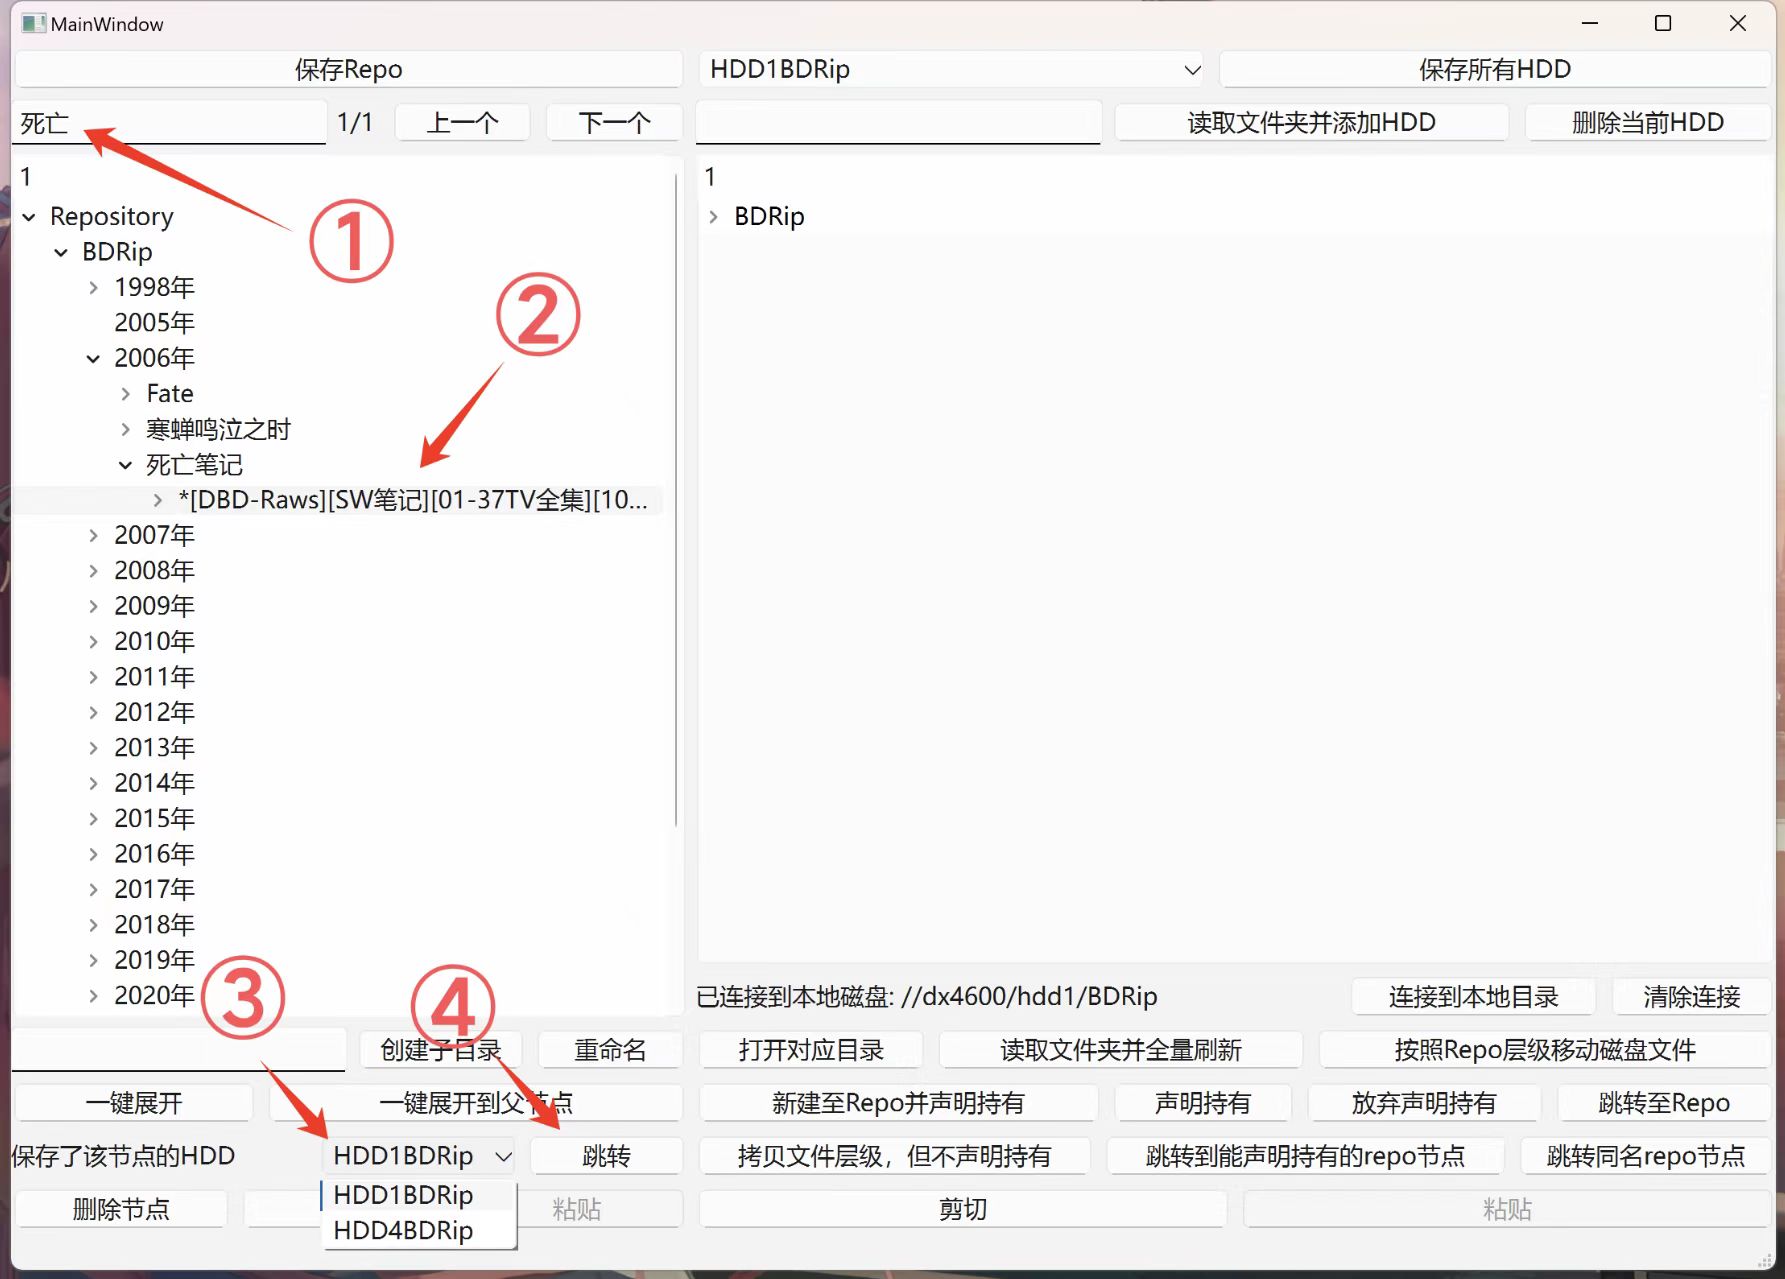 MainWindow
保存Repo
HDD1BDRip
保存所有HDD
死亡
1/1
上一个
下一个
读取文件夹并添加HDD
删除当前HDD
1
Repository
BDRip
1998年
2005年
2006年
Fate
寒蝉鸣泣之时
死亡笔记
*[DBD-Raws][SW笔记][01-37TV全集][10...
2007年
2008年
2009年
2010年
2011年
2012年
2013年
2014年
2015年
2016年
2017年
2018年
2019年
2020年
①
②
③
④
1
BDRip
已连接到本地磁盘: //dx4600/hdd1/BDRip
连接到本地目录
清除连接
创建子目录
重命名
打开对应目录
读取文件夹并全量刷新
按照Repo层级移动磁盘文件
一键展开
一键展开到父节点
新建至Repo并声明持有
声明持有
放弃声明持有
跳转至Repo
保存了该节点的HDD
HDD1BDRip
跳转
拷贝文件层级，但不声明持有
跳转到能声明持有的repo节点
跳转同名repo节点
HDD1BDRip
HDD4BDRip
删除节点
粘贴
剪切
粘贴